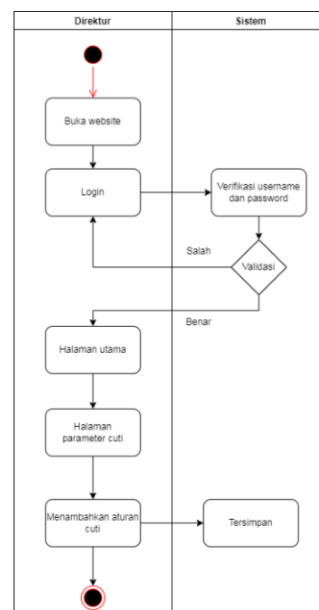 Direktur
Sistem
Buka website
Login
Verifikasi username
dan password
Salah
Validasi
Benar
Halaman utama
Halaman
parameter cuti
Menambahkan aturan
cuti
Tersimpan